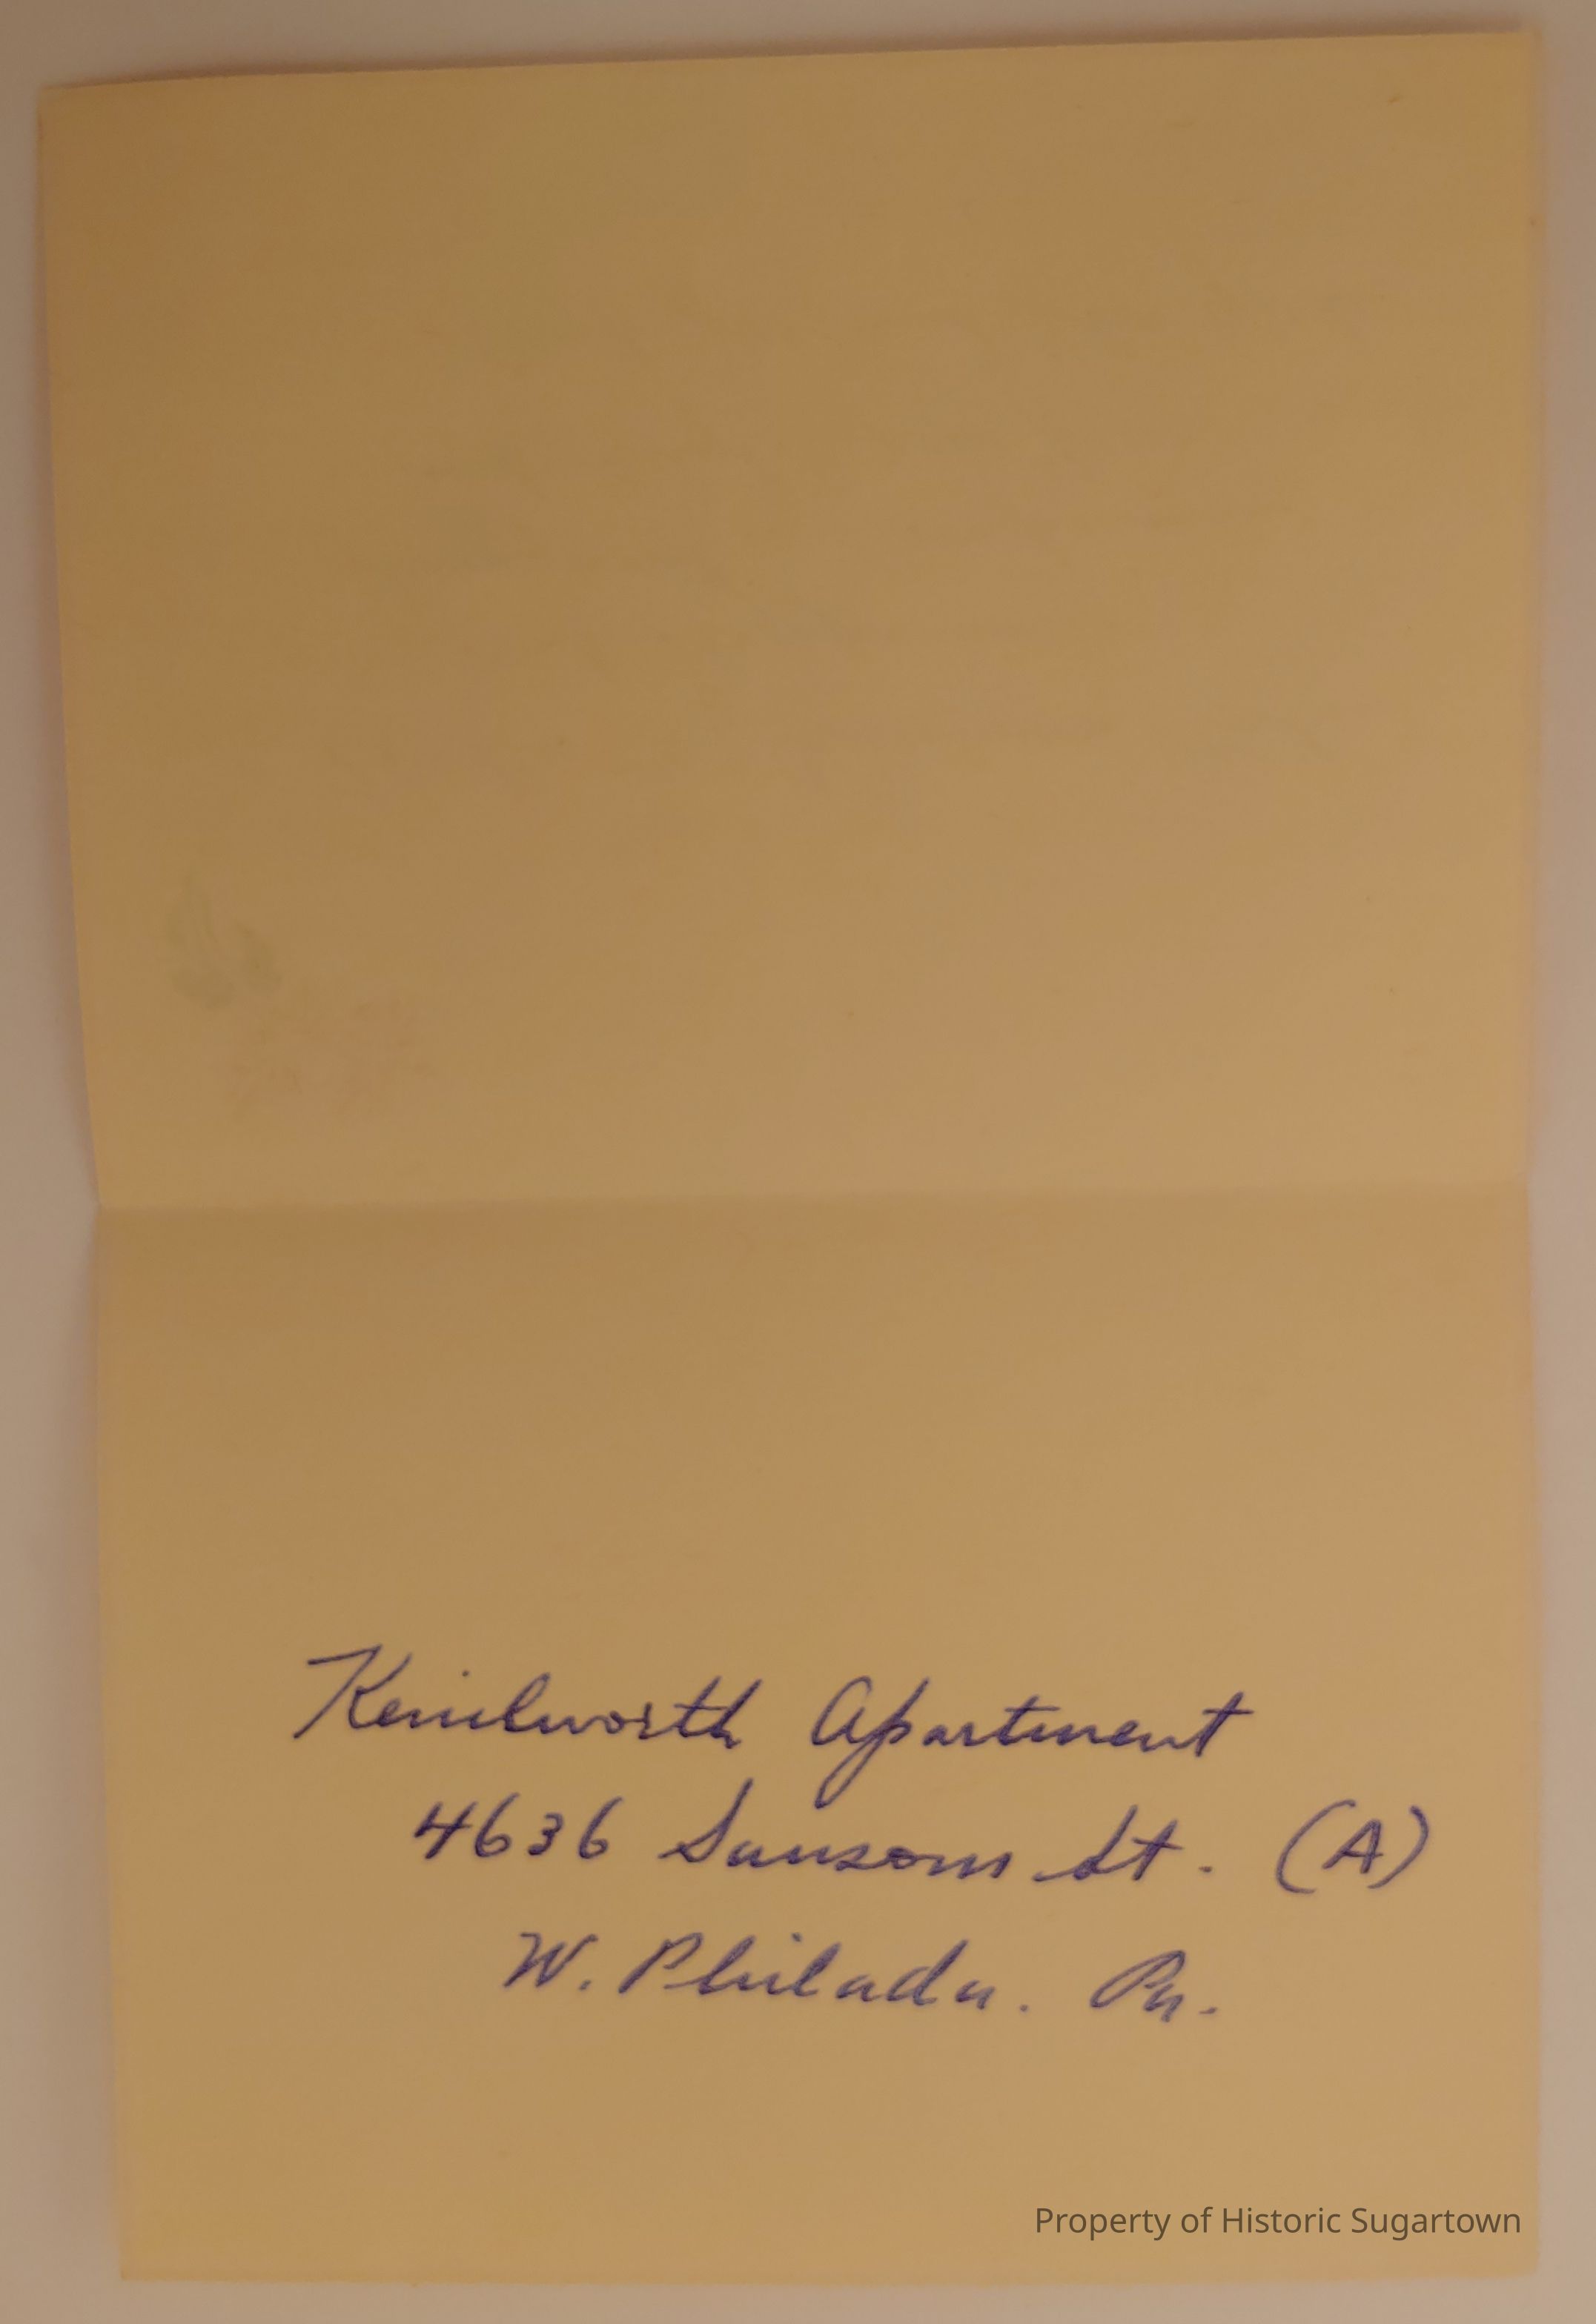 Kenilworth Apartment
4636 Sansom St. (A)
W. Philada. Pa.
Property of Historic Sugartown